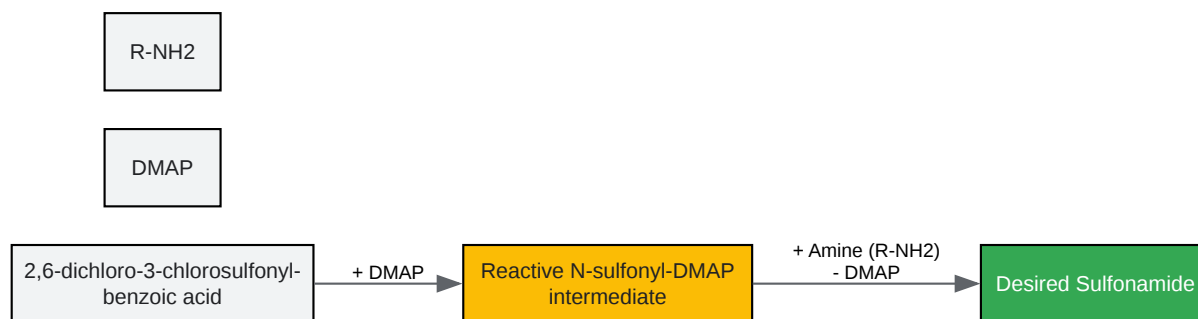 R-NH2
DMAP
2,6-dichloro-3-chlorosulfonyl-
benzoic acid
+ DMAP
Reactive N-sulfonyl-DMAP
intermediate
+ Amine (R-NH2)
- DMAP
Desired Sulfonamide